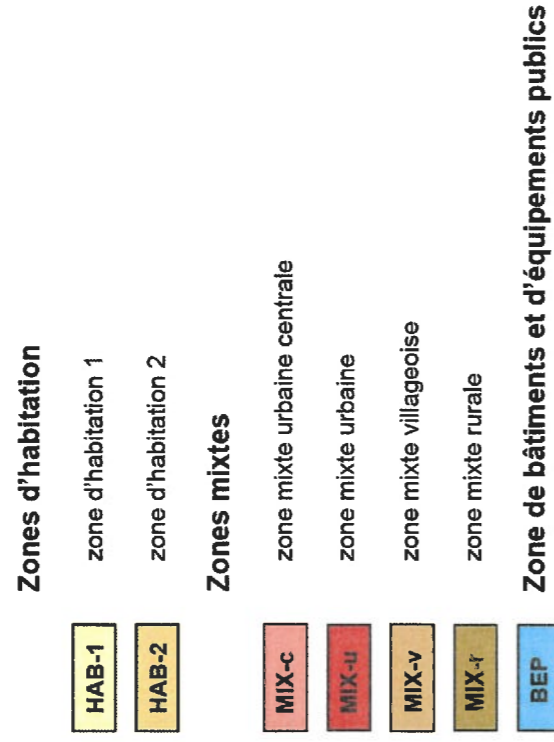 Zones d'habitation
HAB-1 zone d'habitation 1
HAB-2 zone d'habitation 2
Zones mixtes
MIX-c zone mixte urbaine centrale
MIX-u zone mixte urbaine
MIX-v zone mixte villageoise
MIX-r zone mixte rurale
BEP Zone de bâtiments et d'équipements publics